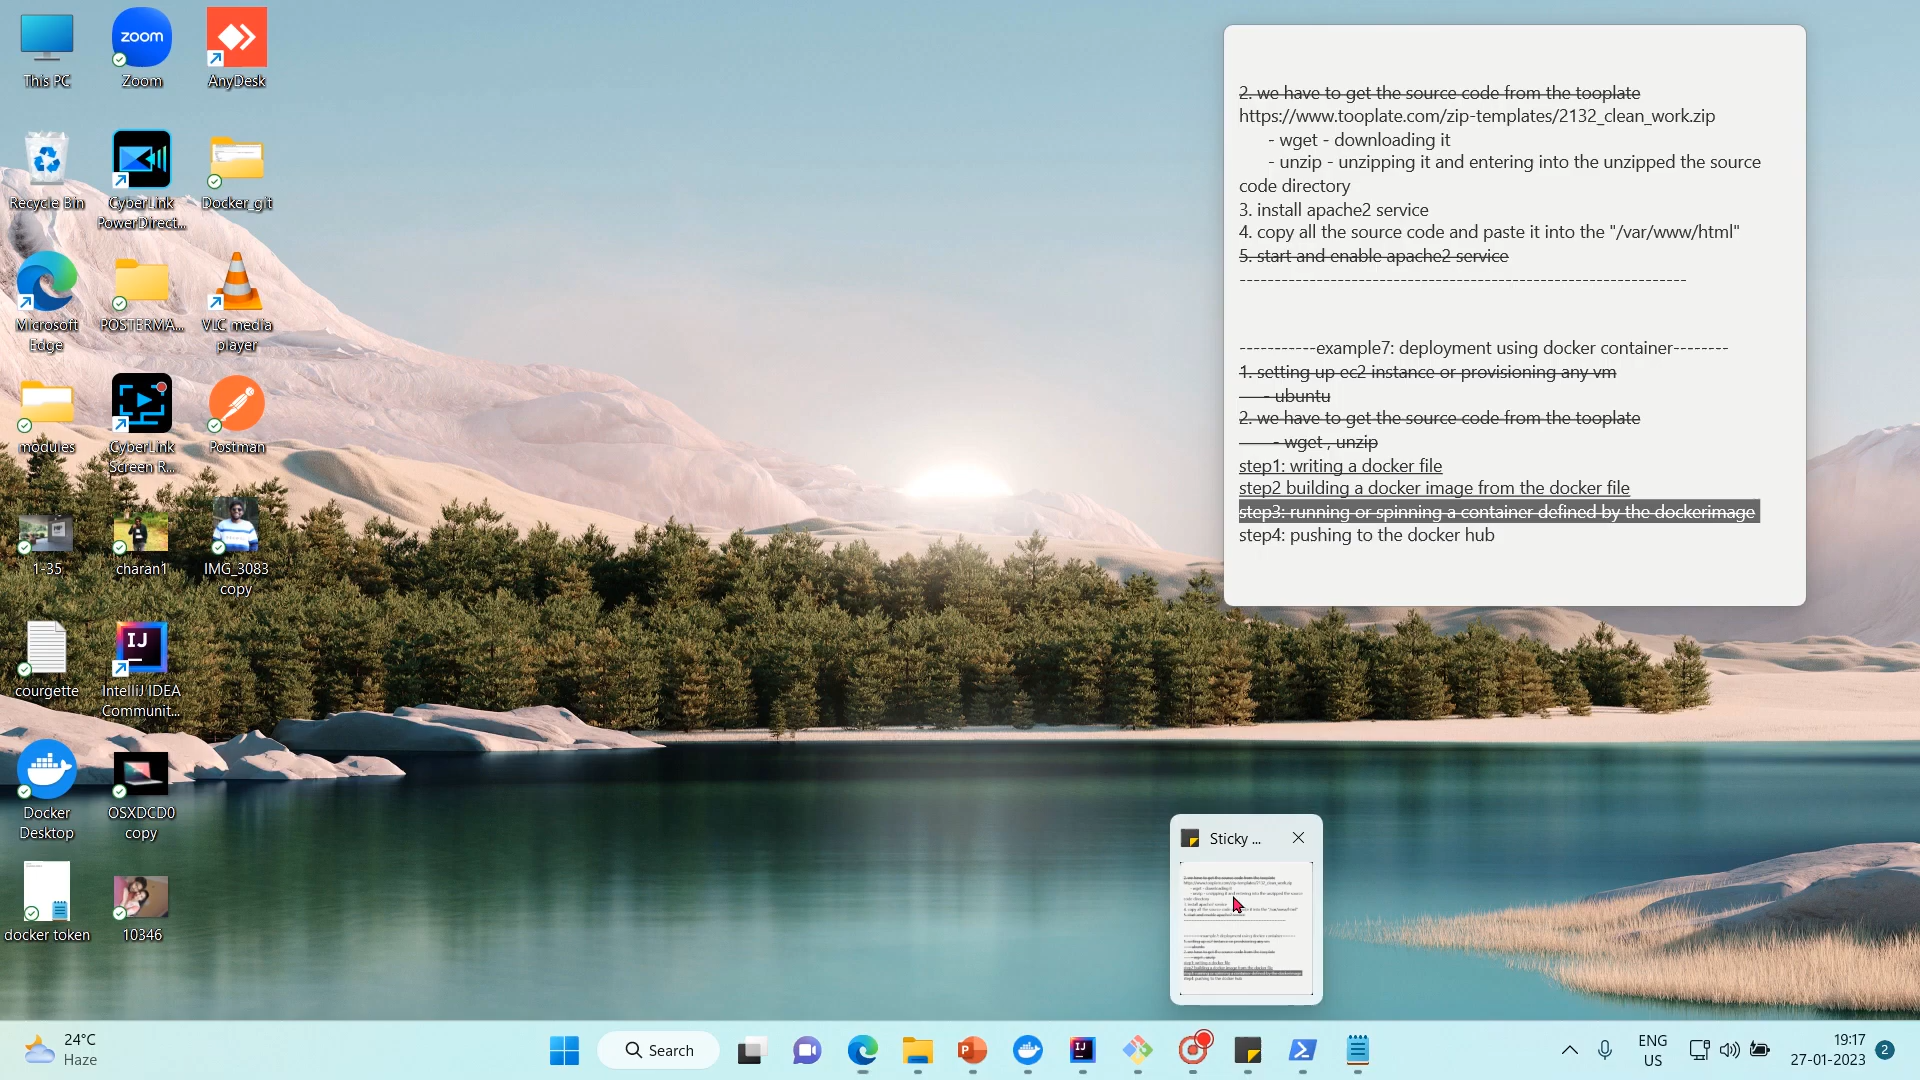 This PC
zoom
Zoom
AnyDesk
Recycle Bin
CyberLink
PowerDirect...
Docker_git
Microsoft
Edge
POSTERMA...
VLC media
player
modules
CyberLink
Screen R...
Postman
1-35
charan1
IMG_3083
copy
courgette
IJ
IntelliJ IDEA
Communit...
Docker
Desktop
OSXDCD0
copy
docker token
10346
2. we have to get the source code from the tooplate
https://www.tooplate.com/zip-templates/2132_clean_work.zip
- wget - downloading it
- unzip - unzipping it and entering into the unzipped the source
code directory
3. install apache2 service
4. copy all the source code and paste it into the "/var/www/html"
5. start and enable apache2 service
----------------------------------------------------------------
-----------example7: deployment using docker container--------
1. setting up ec2 instance or provisioning any vm
- ubuntu
2. we have to get the source code from the tooplate
- wget , unzip
step1: writing a docker file
step2 building a docker image from the docker file
step3: running or spinning a container defined by the dockerimage
step4: pushing to the docker hub
Sticky ...
24°C
Haze
Search
P
IJ
ENG
US
19:17
27-01-2023
2